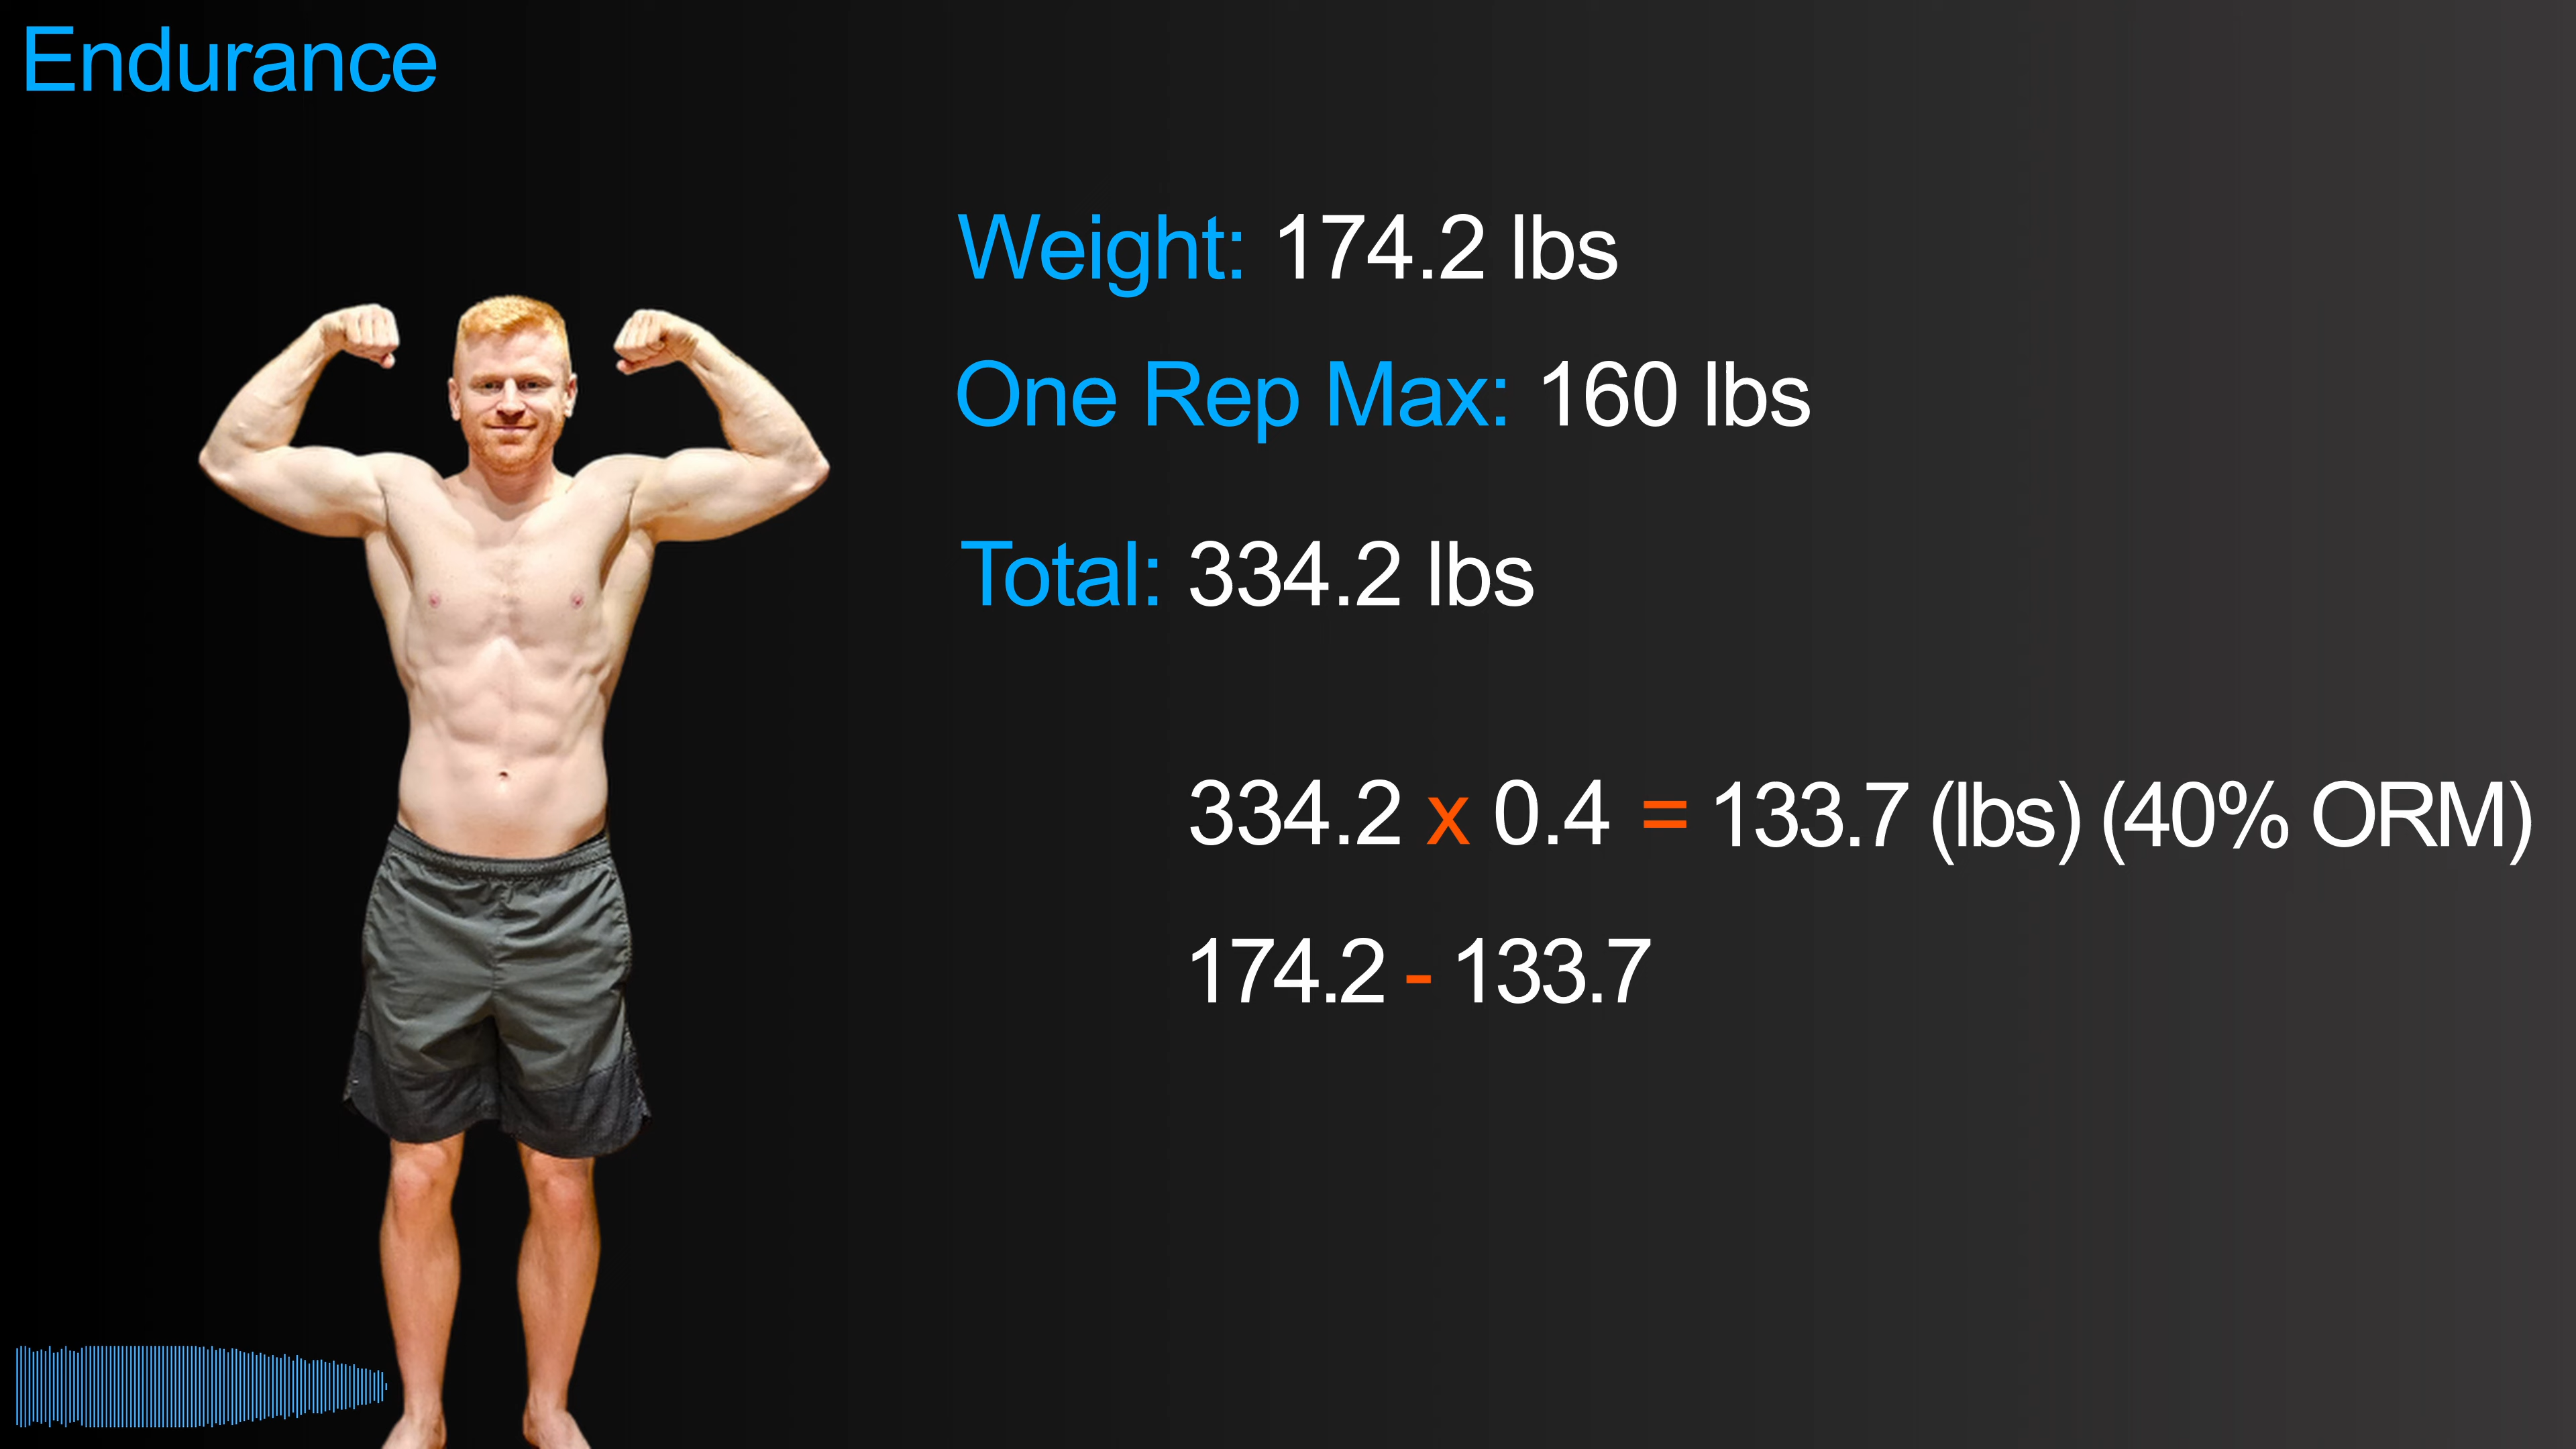 Endurance
Weight: 174.2 lbs
One Rep Max: 160 lbs
Total: 334.2 lbs
334.2 x 0.4 = 133.7 (lbs) (40% ORM)
174.2 - 133.7